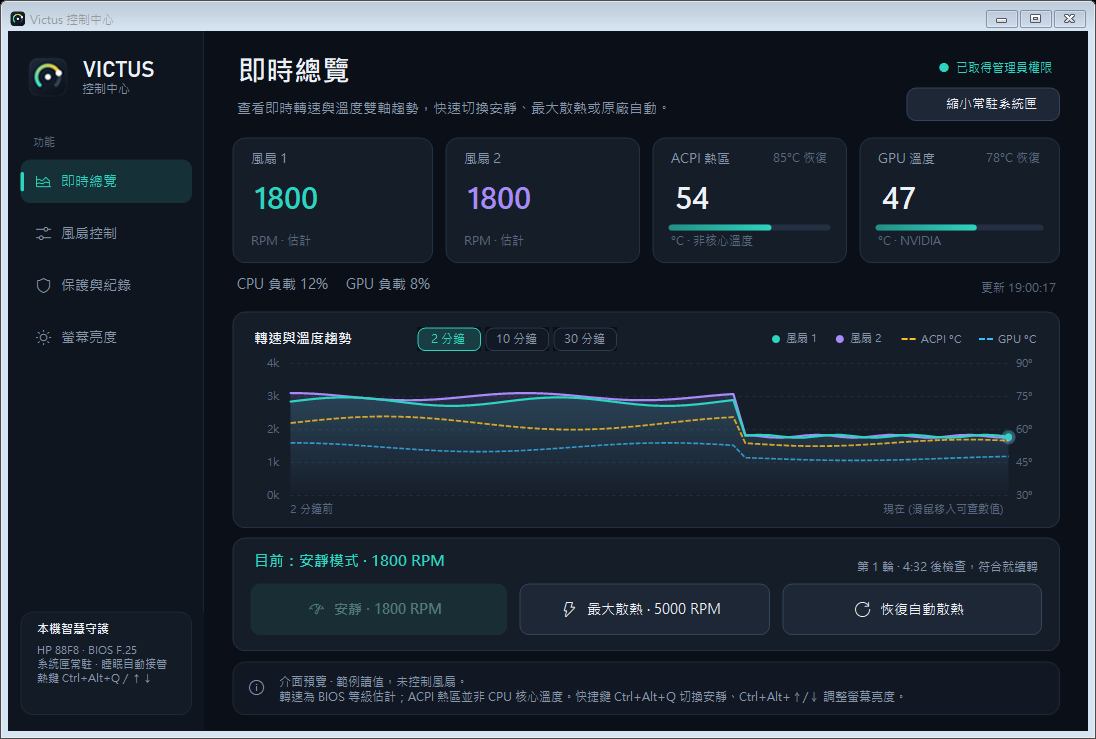 Victus 控制中心
VICTUS
控制中心
功能
即時總覽
風扇控制
保護與紀錄
螢幕亮度
本機智慧守護
HP 88F8 · BIOS F.25
系統匣常駐 · 睡眠自動接管
熱鍵 Ctrl+Alt+Q / ↑ ↓
即時總覽
查看即時轉速與溫度雙軸趨勢，快速切換安靜、最大散熱或原廠自動。
已取得管理員權限
縮小常駐系統匣
風扇 1
1800
RPM · 估計
風扇 2
1800
RPM · 估計
ACPI 熱區 85°C 恢復
54
°C · 非核心溫度
GPU 溫度 78°C 恢復
47
°C · NVIDIA
CPU 負載 12% GPU 負載 8%
更新 19:00:17
轉速與溫度趨勢 2 分鐘 10 分鐘 30 分鐘 風扇 1 風扇 2 ACPI °C GPU °C
4k 90°
3k 75°
2k 60°
1k 45°
0k 30°
2 分鐘前 現在 (滑鼠移入可查數值)
目前：安靜模式 · 1800 RPM
第 1 輪 · 4:32 後檢查，符合就續轉
安靜 · 1800 RPM 最大散熱 · 5000 RPM 恢復自動散熱
介面預覽 · 範例讀值，未控制風扇。
轉速為 BIOS 等級估計；ACPI 熱區並非 CPU 核心溫度。快捷鍵 Ctrl+Alt+Q 切換安靜、Ctrl+Alt+↑/↓ 調整螢幕亮度。